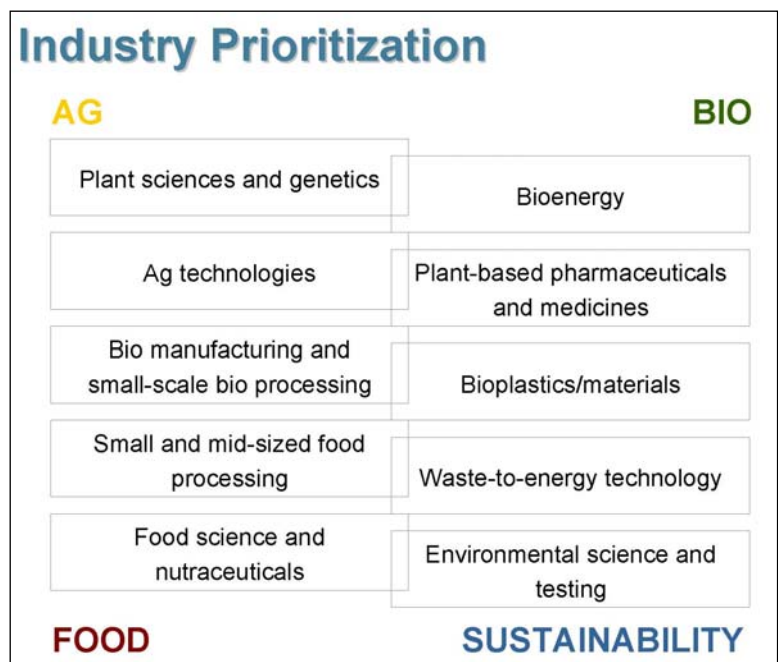 Industry Prioritization
AG
BIO
Plant sciences and genetics
Bioenergy
Ag technologies
Plant-based pharmaceuticals
and medicines
Bio manufacturing and
small-scale bio processing
Bioplastics/materials
Small and mid-sized food
processing
Waste-to-energy technology
Food science and
nutraceuticals
Environmental science and
testing
FOOD
SUSTAINABILITY